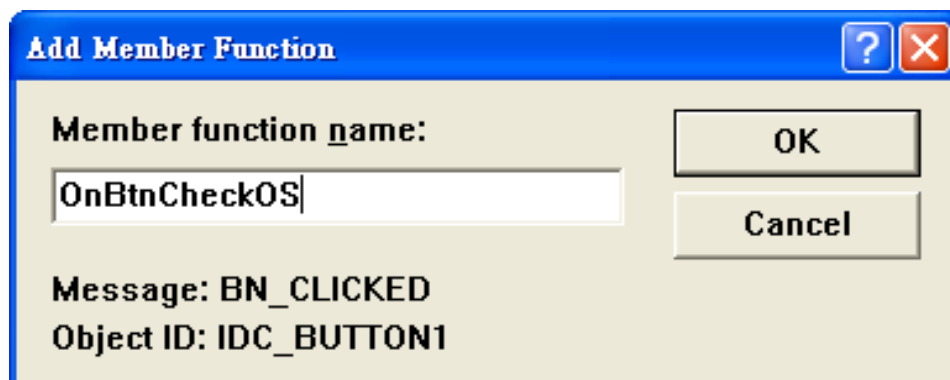 Add Member Function
Member function name:
OK
OnBtnCheckOS
Cancel
Message: BN_CLICKED
Object ID: IDC_BUTTON1